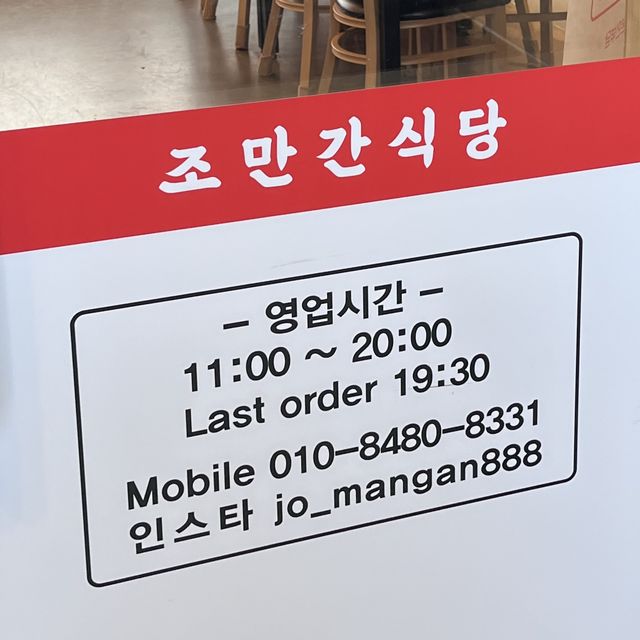 조만간식당
– 영업시간 –
11:00 ~ 20:00
Last order 19:30
Mobile 010-8480-8331
인스타 jo_mangan888